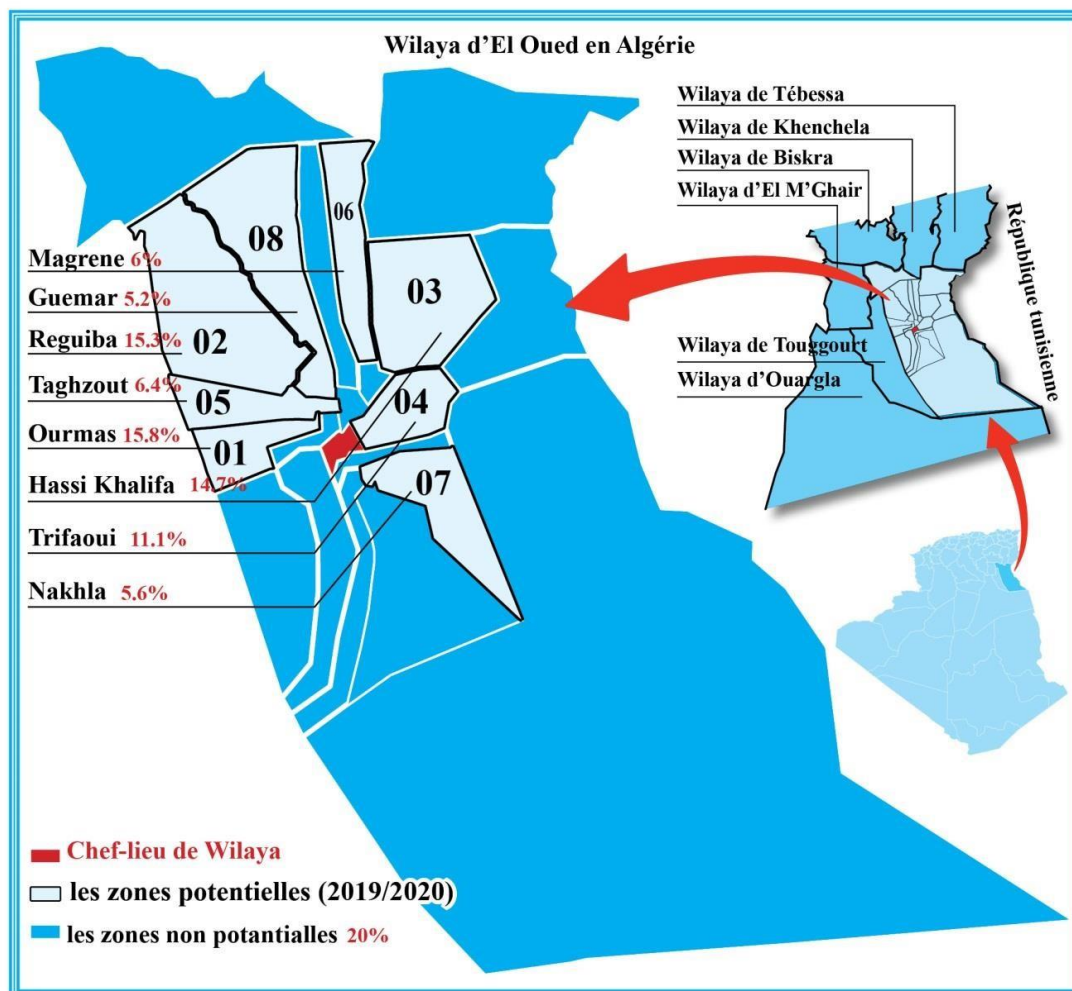 Wilaya d'El Oued en Algérie
Wilaya de Tébessa
Wilaya de Khenchela
Wilaya de Biskra
Wilaya d'El M'Ghair
République tunisienne
Wilaya de Touggourt
Wilaya d'Ouargla
06
08
03
02
05
04
01
07
Magrene 6%
Guemar 5.2%
Reguiba 15.3%
Taghzout 6.4%
Ourmas 15.8%
Hassi Khalifa 14.7%
Trifaoui 11.1%
Nakhla 5.6%
Chef-lieu de Wilaya
les zones potentielles (2019/2020)
les zones non potantialles 20%